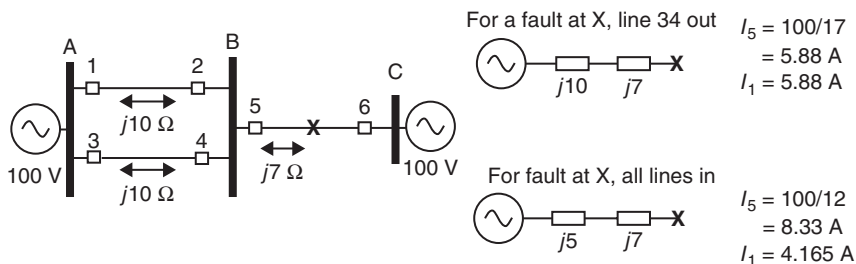 A
B
C
1
2
3
4
5
6
j10 Ω
j10 Ω
j7 Ω
X
100 V
100 V
For a fault at X, line 34 out
j10
j7
X
I5 = 100/17
= 5.88 A
I1 = 5.88 A
For fault at X, all lines in
j5
j7
X
I5 = 100/12
= 8.33 A
I1 = 4.165 A